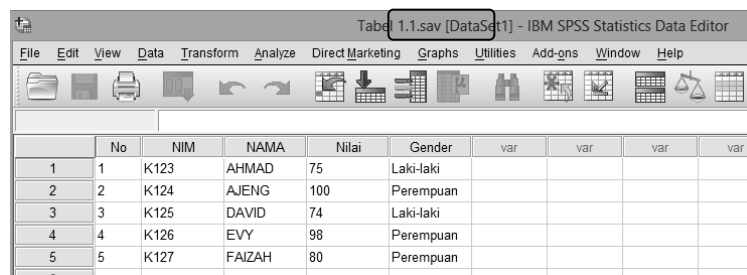 Tabel 1.1.sav [DataSet1] - IBM SPSS Statistics Data Editor
File Edit View Data Transform Analyze Direct Marketing Graphs Utilities Add-ons Window Help
No NIM NAMA Nilai Gender var var var var
1 1 K123 AHMAD 75 Laki-laki
2 2 K124 AJENG 100 Perempuan
3 3 K125 DAVID 74 Laki-laki
4 4 K126 EVY 98 Perempuan
5 5 K127 FAIZAH 80 Perempuan